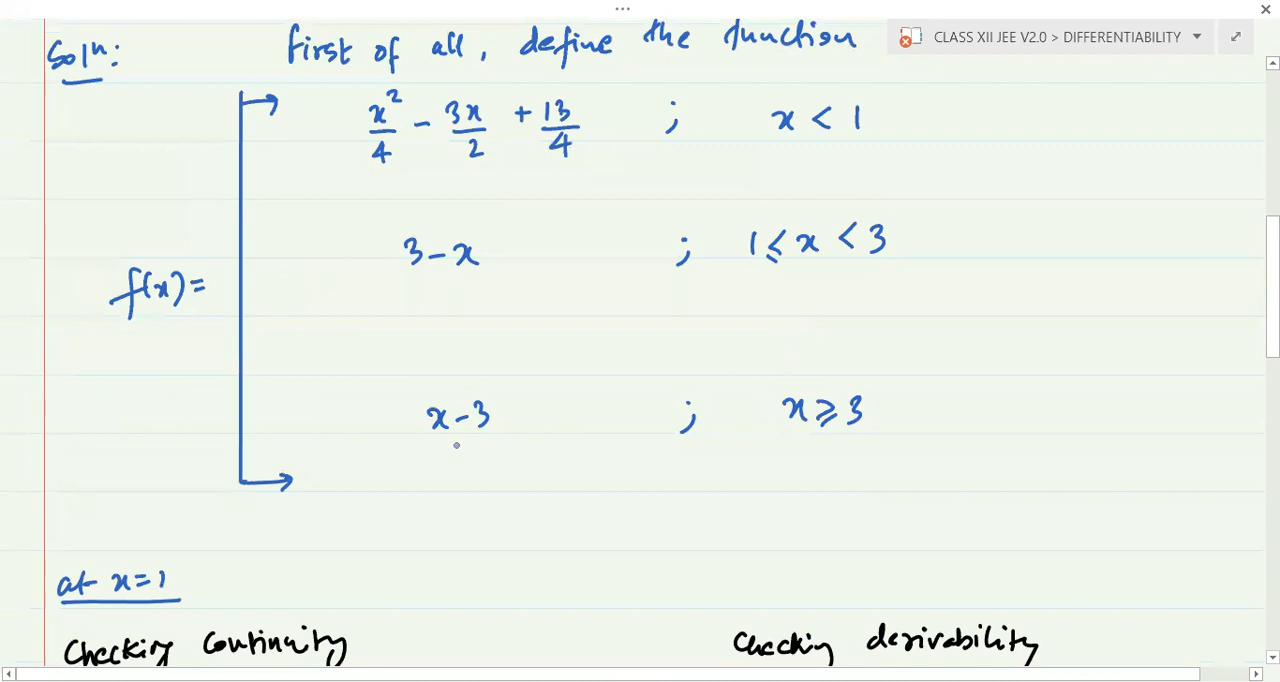 CLASS XII JEE V2.0 > DIFFERENTIABILITY
Solⁿ: first of all, define the function
x²/4 - 3x/2 + 13/4 ; x < 1
3 - x ; 1 ⩽ x < 3
f(x) =
x - 3 ; x ⩾ 3
at x = 1
Checking Continuity Checking derivability